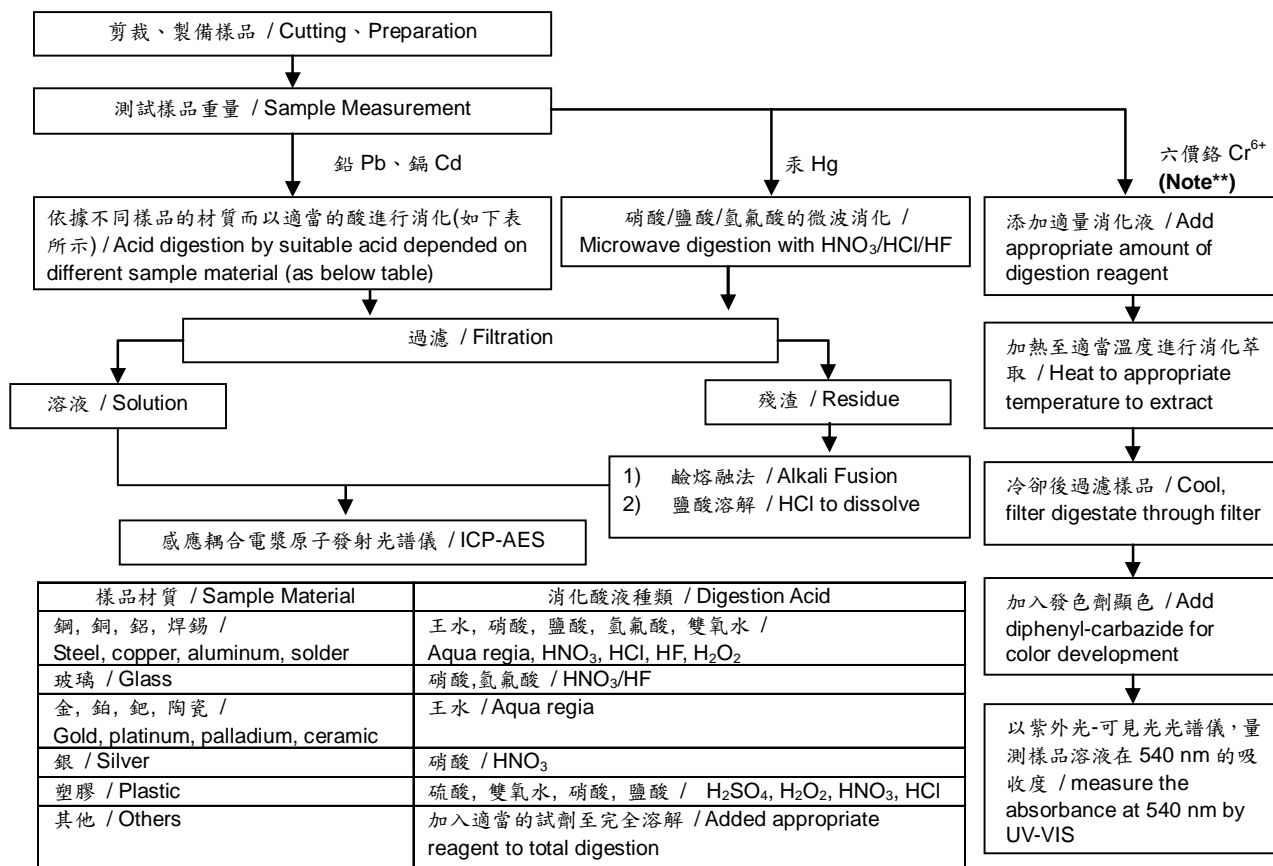 剪裁、製備樣品 / Cutting、Preparation
測試樣品重量 / Sample Measurement
鉛 Pb、鎘 Cd
汞 Hg
六價鉻 Cr⁶⁺
(Note**)
依據不同樣品的材質而以適當的酸進行消化(如下表
所示) / Acid digestion by suitable acid depended on
different sample material (as below table)
硝酸/鹽酸/氫氟酸的微波消化 /
Microwave digestion with HNO₃/HCl/HF
添加適量消化液 / Add
appropriate amount of
digestion reagent
過濾 / Filtration
加熱至適當溫度進行消化萃
取 / Heat to appropriate
temperature to extract
溶液 / Solution
殘渣 / Residue
1) 鹼熔融法 / Alkali Fusion
2) 鹽酸溶解 / HCl to dissolve
冷卻後過濾樣品 / Cool,
filter digestate through filter
感應耦合電漿原子發射光譜儀 / ICP-AES
加入發色劑顯色 / Add
diphenyl-carbazide for
color development
以紫外光-可見光光譜儀，量
測樣品溶液在 540 nm 的吸
收度 / measure the
absorbance at 540 nm by
UV-VIS
樣品材質 / Sample Material
消化酸液種類 / Digestion Acid
鋼, 銅, 鋁, 焊錫 /
Steel, copper, aluminum, solder
王水, 硝酸, 鹽酸, 氫氟酸, 雙氧水 /
Aqua regia, HNO₃, HCl, HF, H₂O₂
玻璃 / Glass
硝酸,氫氟酸 / HNO₃/HF
金, 鉑, 鈀, 陶瓷 /
Gold, platinum, palladium, ceramic
王水 / Aqua regia
銀 / Silver
硝酸 / HNO₃
塑膠 / Plastic
硫酸, 雙氧水, 硝酸, 鹽酸 / H₂SO₄, H₂O₂, HNO₃, HCl
其他 / Others
加入適當的試劑至完全溶解 / Added appropriate
reagent to total digestion